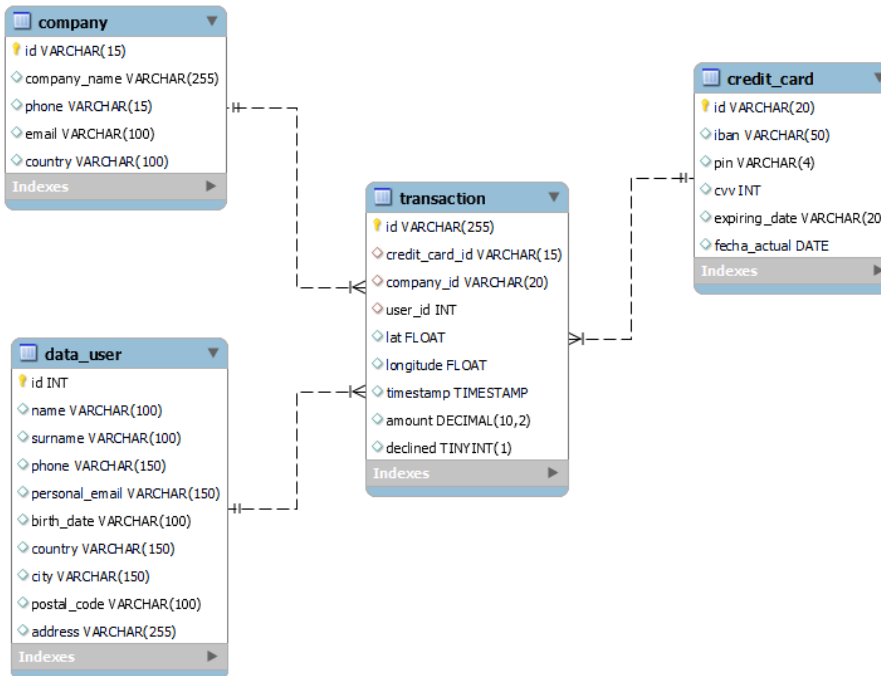 company
id VARCHAR(15)
company_name VARCHAR(255)
phone VARCHAR(15)
email VARCHAR(100)
country VARCHAR(100)
Indexes
data_user
id INT
name VARCHAR(100)
surname VARCHAR(100)
phone VARCHAR(150)
personal_email VARCHAR(150)
birth_date VARCHAR(100)
country VARCHAR(150)
city VARCHAR(150)
postal_code VARCHAR(100)
address VARCHAR(255)
Indexes
transaction
id VARCHAR(255)
credit_card_id VARCHAR(15)
company_id VARCHAR(20)
user_id INT
lat FLOAT
longitude FLOAT
timestamp TIMESTAMP
amount DECIMAL(10,2)
declined TINYINT(1)
Indexes
credit_card
id VARCHAR(20)
iban VARCHAR(50)
pin VARCHAR(4)
cvv INT
expiring_date VARCHAR(20
fecha_actual DATE
Indexes